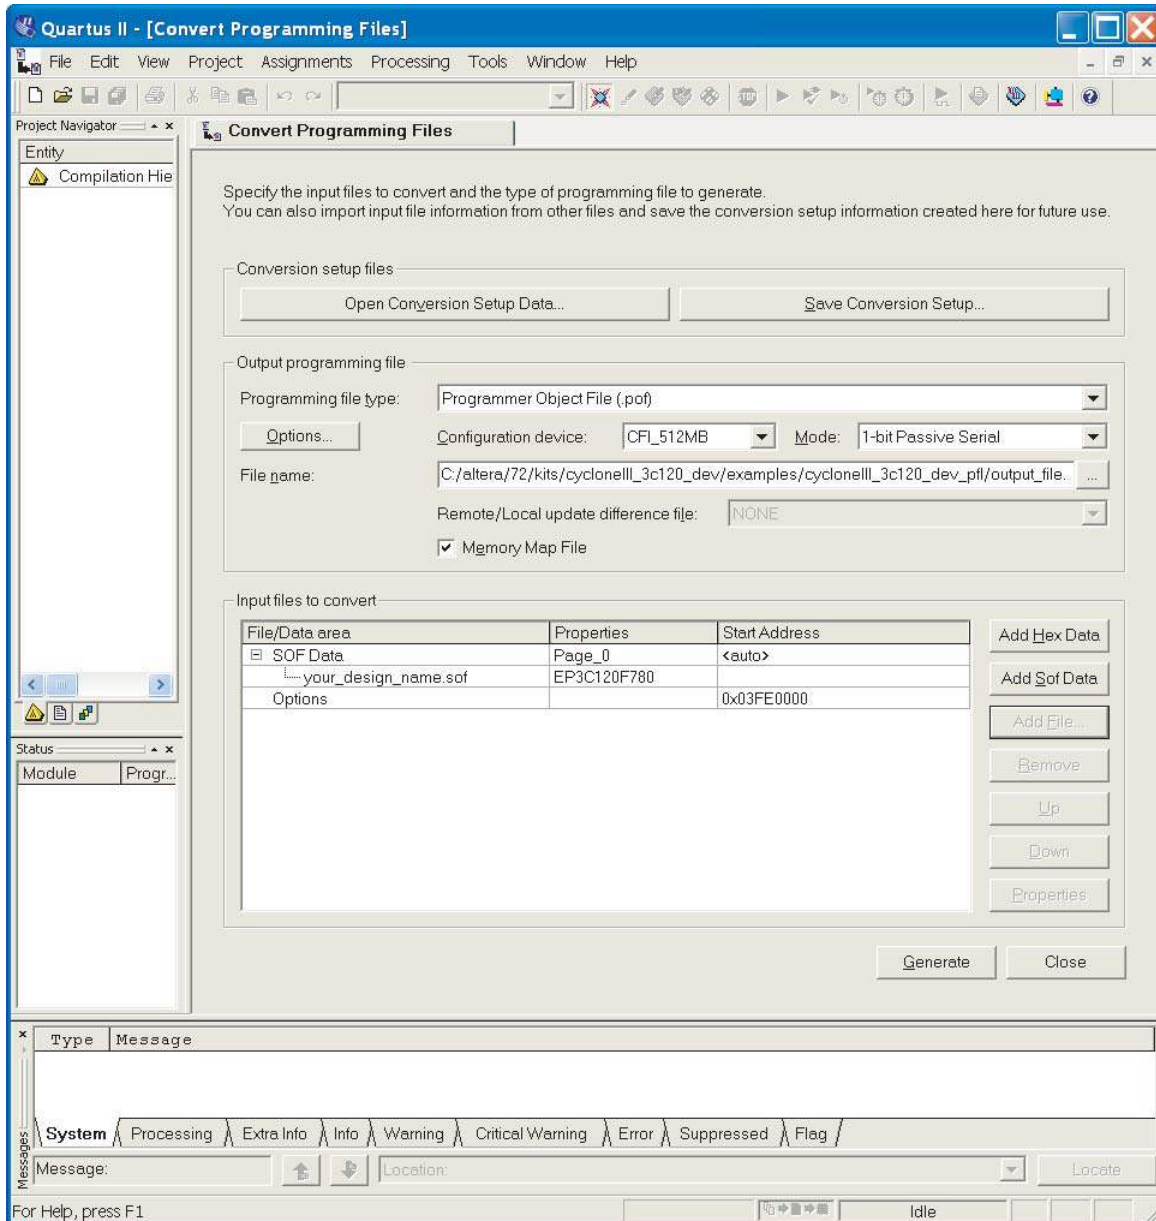 Quartus II - [Convert Programming Files]
File Edit View Project Assignments Processing Tools Window Help
Project Navigator
Entity
Compilation Hie
Convert Programming Files
Specify the input files to convert and the type of programming file to generate.
You can also import input file information from other files and save the conversion setup information created here for future use.
Conversion setup files
Open Conversion Setup Data... Save Conversion Setup...
Output programming file
Programming file type: Programmer Object File (.pof)
Options... Configuration device: CFI_512MB Mode: 1-bit Passive Serial
File name: C:/altera/72/kits/cycloneIII_3c120_dev/examples/cycloneIII_3c120_dev_pfl/output_file. ...
Remote/Local update difference file: NONE
Memory Map File
Input files to convert
File/Data area Properties Start Address
SOF Data Page_0 <auto>
your_design_name.sof EP3C120F780
Options 0x03FE0000
Add Hex Data
Add Sof Data
Add File...
Remove
Up
Down
Properties
Generate Close
Status
Module Progr...
Type Message
System Processing Extra Info Info Warning Critical Warning Error Suppressed Flag
Messages
Message: Location: Locate
For Help, press F1 Idle